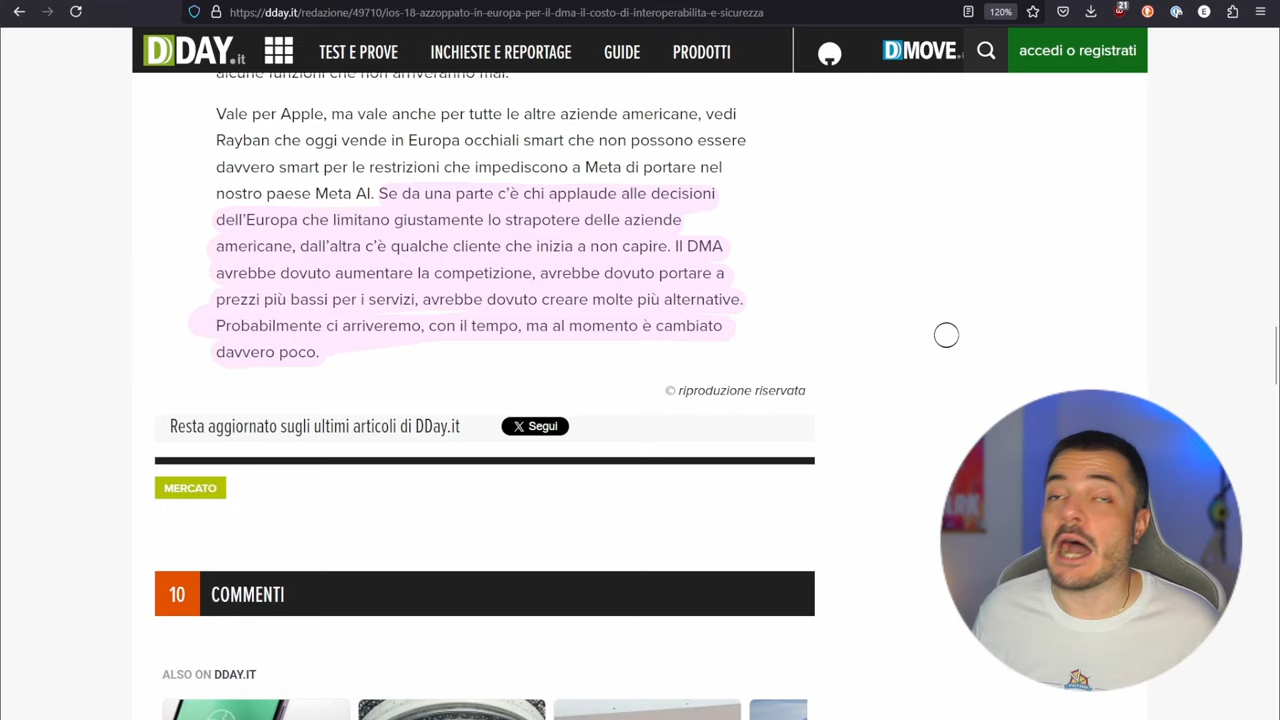 https://dday.it/redazione/49710/ios-18-azzoppato-in-europa-per-il-dma-il-costo-di-interoperabilita-e-sicurezza
120%
21
E
DDAY.it
TEST E PROVE
INCHIESTE E REPORTAGE
GUIDE
PRODOTTI
DMOVE.
accedi o registrati
alcune funzioni che non arriveranno mai.
Vale per Apple, ma vale anche per tutte le altre aziende americane, vedi
Rayban che oggi vende in Europa occhiali smart che non possono essere
davvero smart per le restrizioni che impediscono a Meta di portare nel
nostro paese Meta AI. Se da una parte c'è chi applaude alle decisioni
dell'Europa che limitano giustamente lo strapotere delle aziende
americane, dall'altra c'è qualche cliente che inizia a non capire. Il DMA
avrebbe dovuto aumentare la competizione, avrebbe dovuto portare a
prezzi più bassi per i servizi, avrebbe dovuto creare molte più alternative.
Probabilmente ci arriveremo, con il tempo, ma al momento è cambiato
davvero poco.
© riproduzione riservata
Resta aggiornato sugli ultimi articoli di DDay.it
X Segui
MERCATO
10 COMMENTI
ALSO ON DDAY.IT